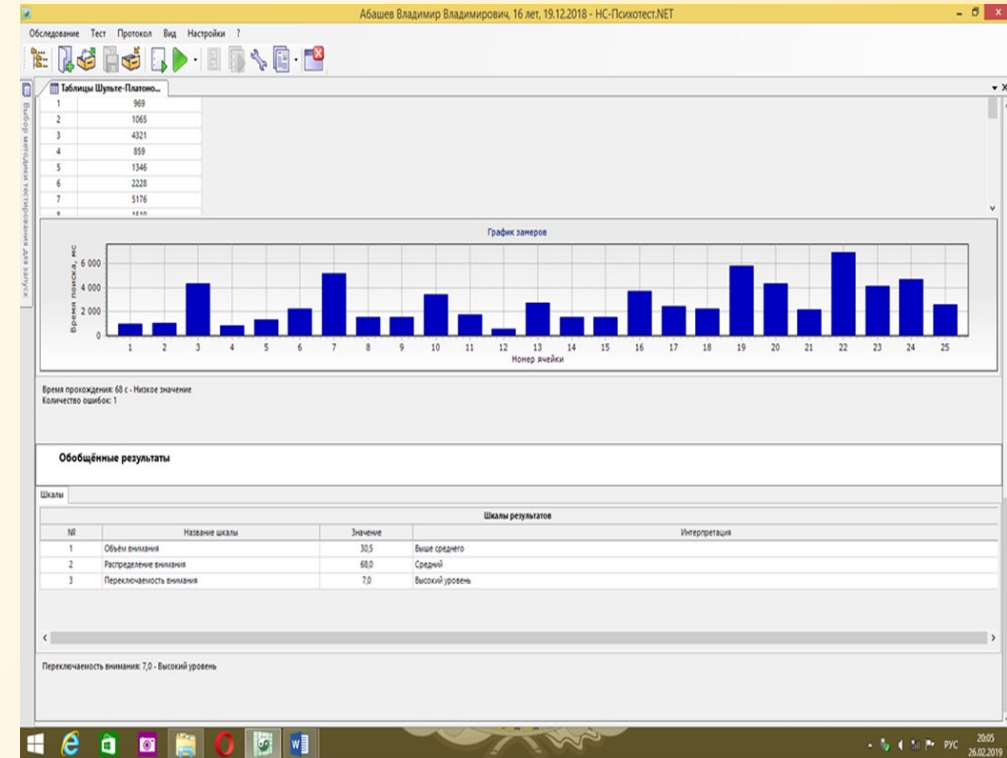 Абашев Владимир Владимирович, 16 лет, 19.12.2018 - НС-Психотест.NET
Обследование Тест Протокол Вид Настройки ?
Таблицы Шульте-Платоно...
Выбор методики тестирования для запуск
1 969
2 1065
3 4321
4 859
5 1346
6 2228
7 5176
График замеров
Время поиска, мс
6 000
4 000
2 000
0
1 2 3 4 5 6 7 8 9 10 11 12 13 14 15 16 17 18 19 20 21 22 23 24 25
Номер ячейки
Время прохождения: 68 с - Низкое значение
Количество ошибок: 1
Обобщённые результаты
Шкалы
Шкалы результатов
№ Название шкалы Значение Интерпретация
1 Объём внимания 30,5 Выше среднего
2 Распределение внимания 68,0 Средний
3 Переключаемость внимания 7,0 Высокий уровень
Переключаемость внимания: 7,0 - Высокий уровень
РУС
20:05
26.02.2019